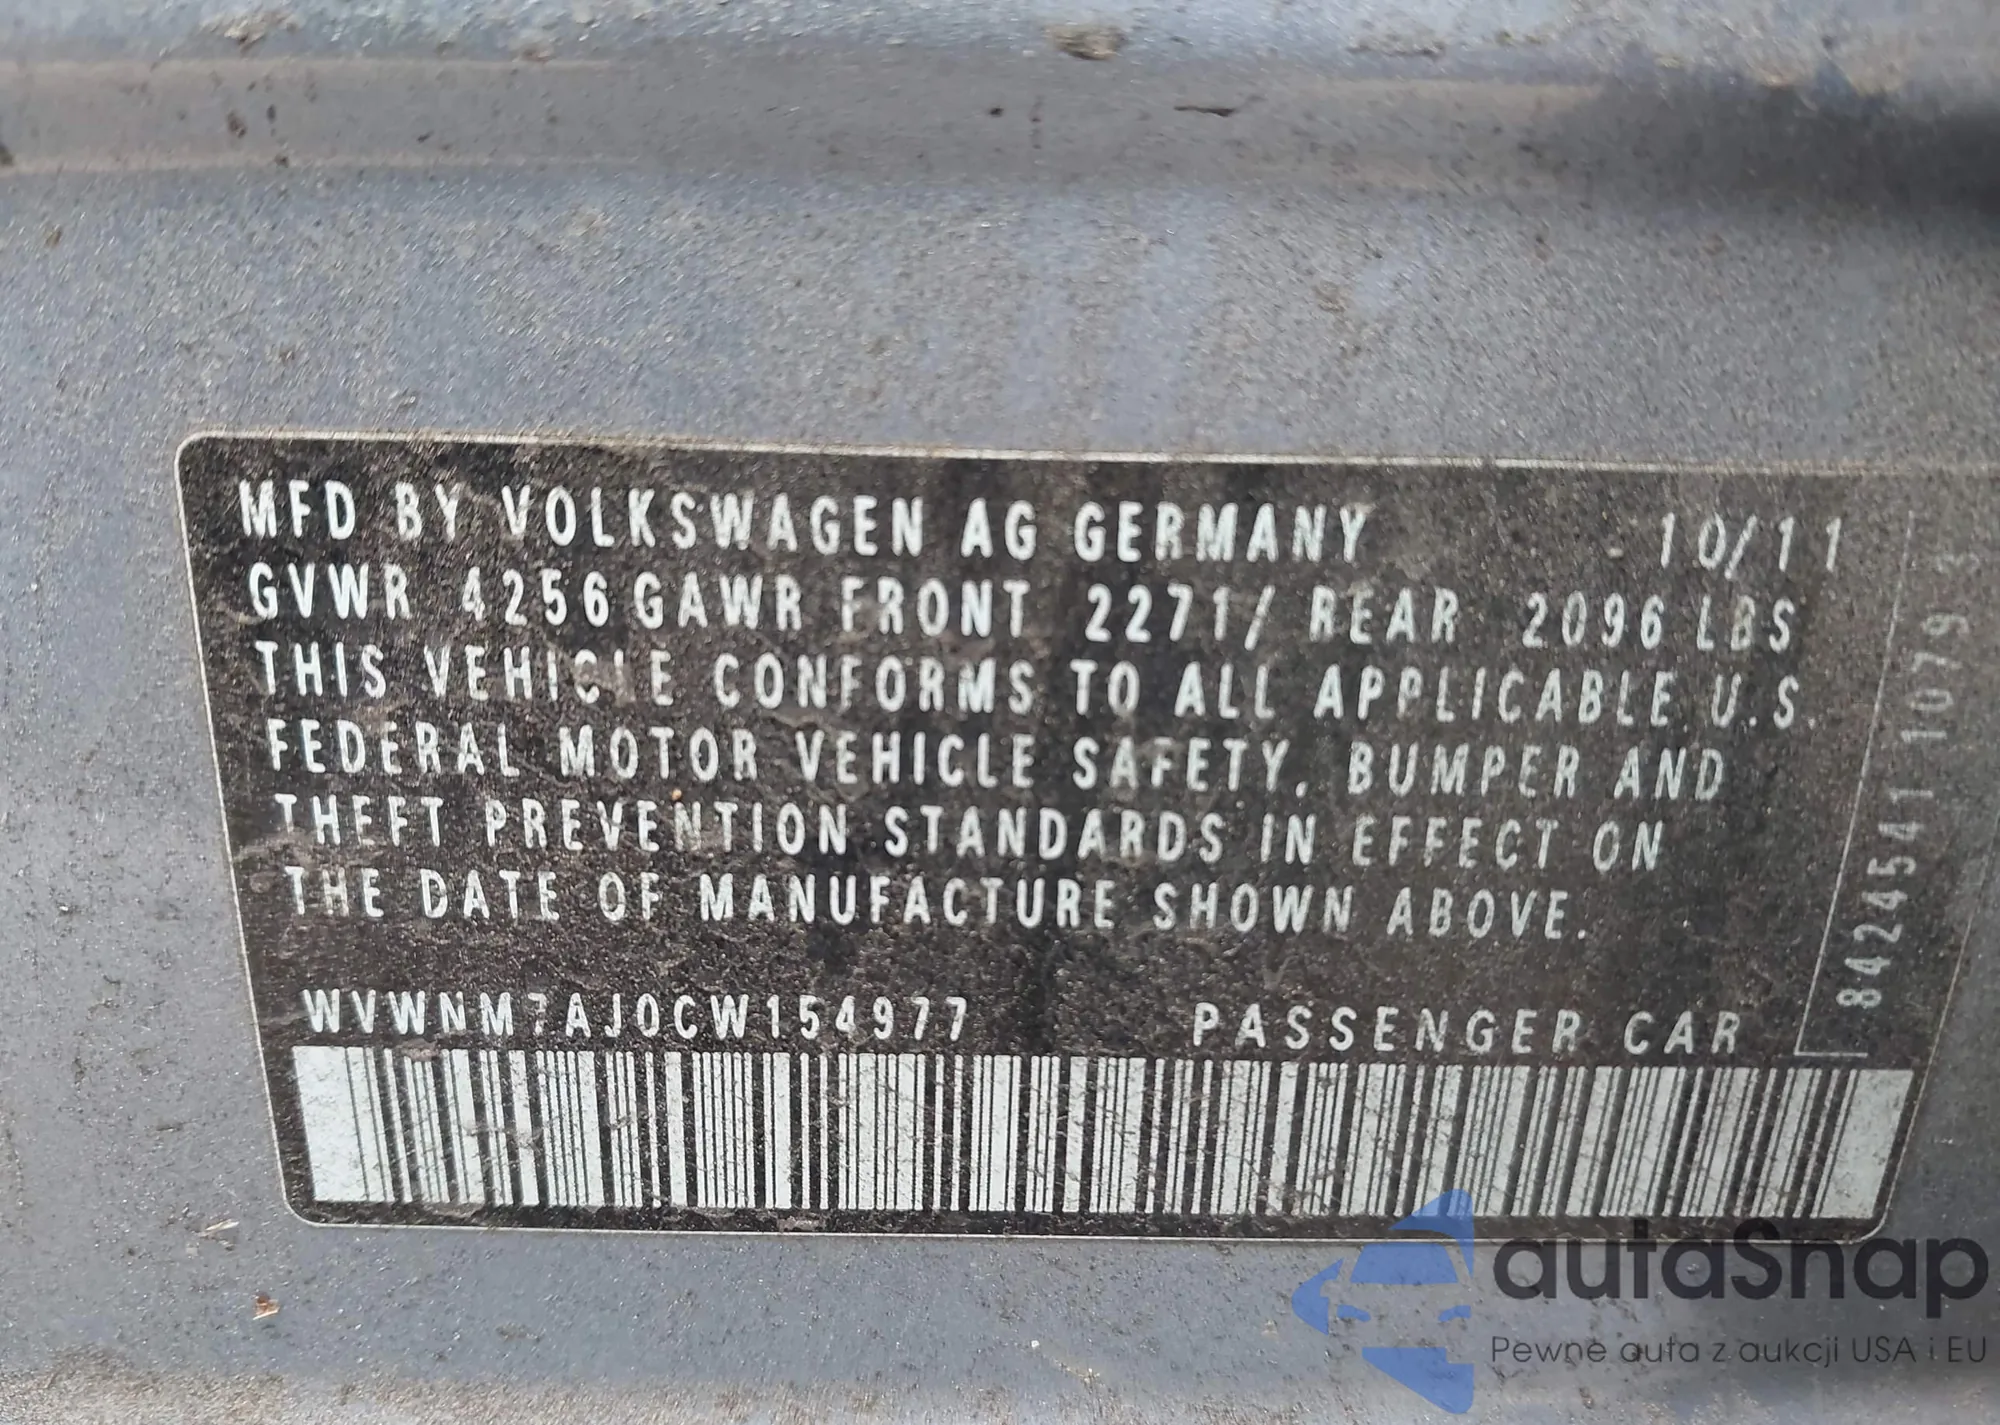 MFD BY VOLKSWAGEN AG GERMANY 10/11
GVWR 4256 GAWR FRONT 2271/ REAR 2096 LBS
THIS VEHICLE CONFORMS TO ALL APPLICABLE U.S.
FEDERAL MOTOR VEHICLE SAFETY, BUMPER AND
THEFT PREVENTION STANDARDS IN EFFECT ON
THE DATE OF MANUFACTURE SHOWN ABOVE.
WVWNM7AJ0CW154977 PASSENGER CAR
84245411079 3
autaSnap
Pewne auta z aukcji USA i EU